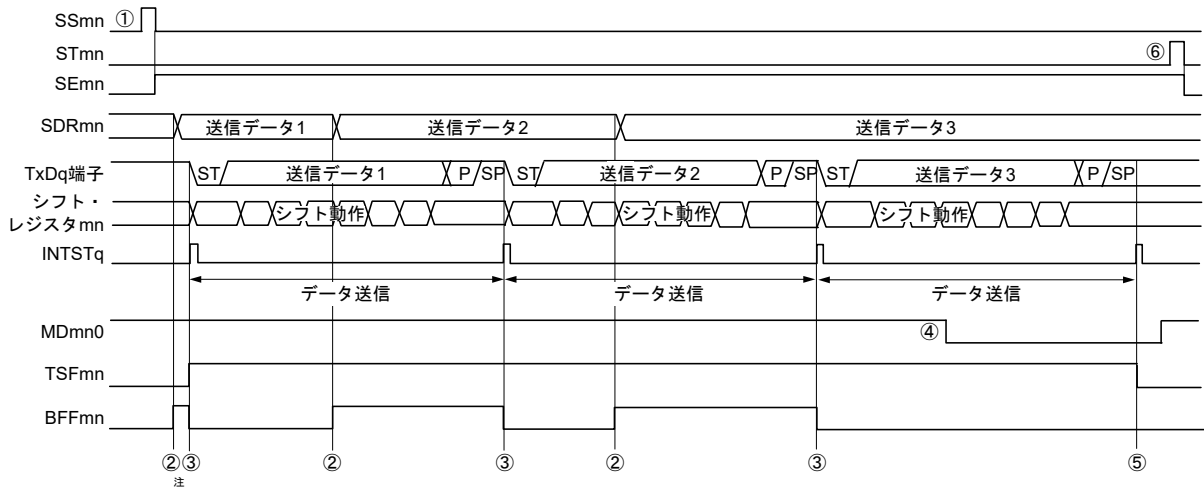 SSmn ①
STmn ⑥
SEmn
SDRmn 送信データ1 送信データ2 送信データ3
TxDq端子 ST 送信データ1 P SP ST 送信データ2 P SP ST 送信データ3 P SP
シフト・
レジスタmn シフト動作 シフト動作 シフト動作
INTSTq
データ送信 データ送信 データ送信
MDmn0 ④
TSFmn
BFFmn
② ③ ② ③ ② ③ ⑤
注